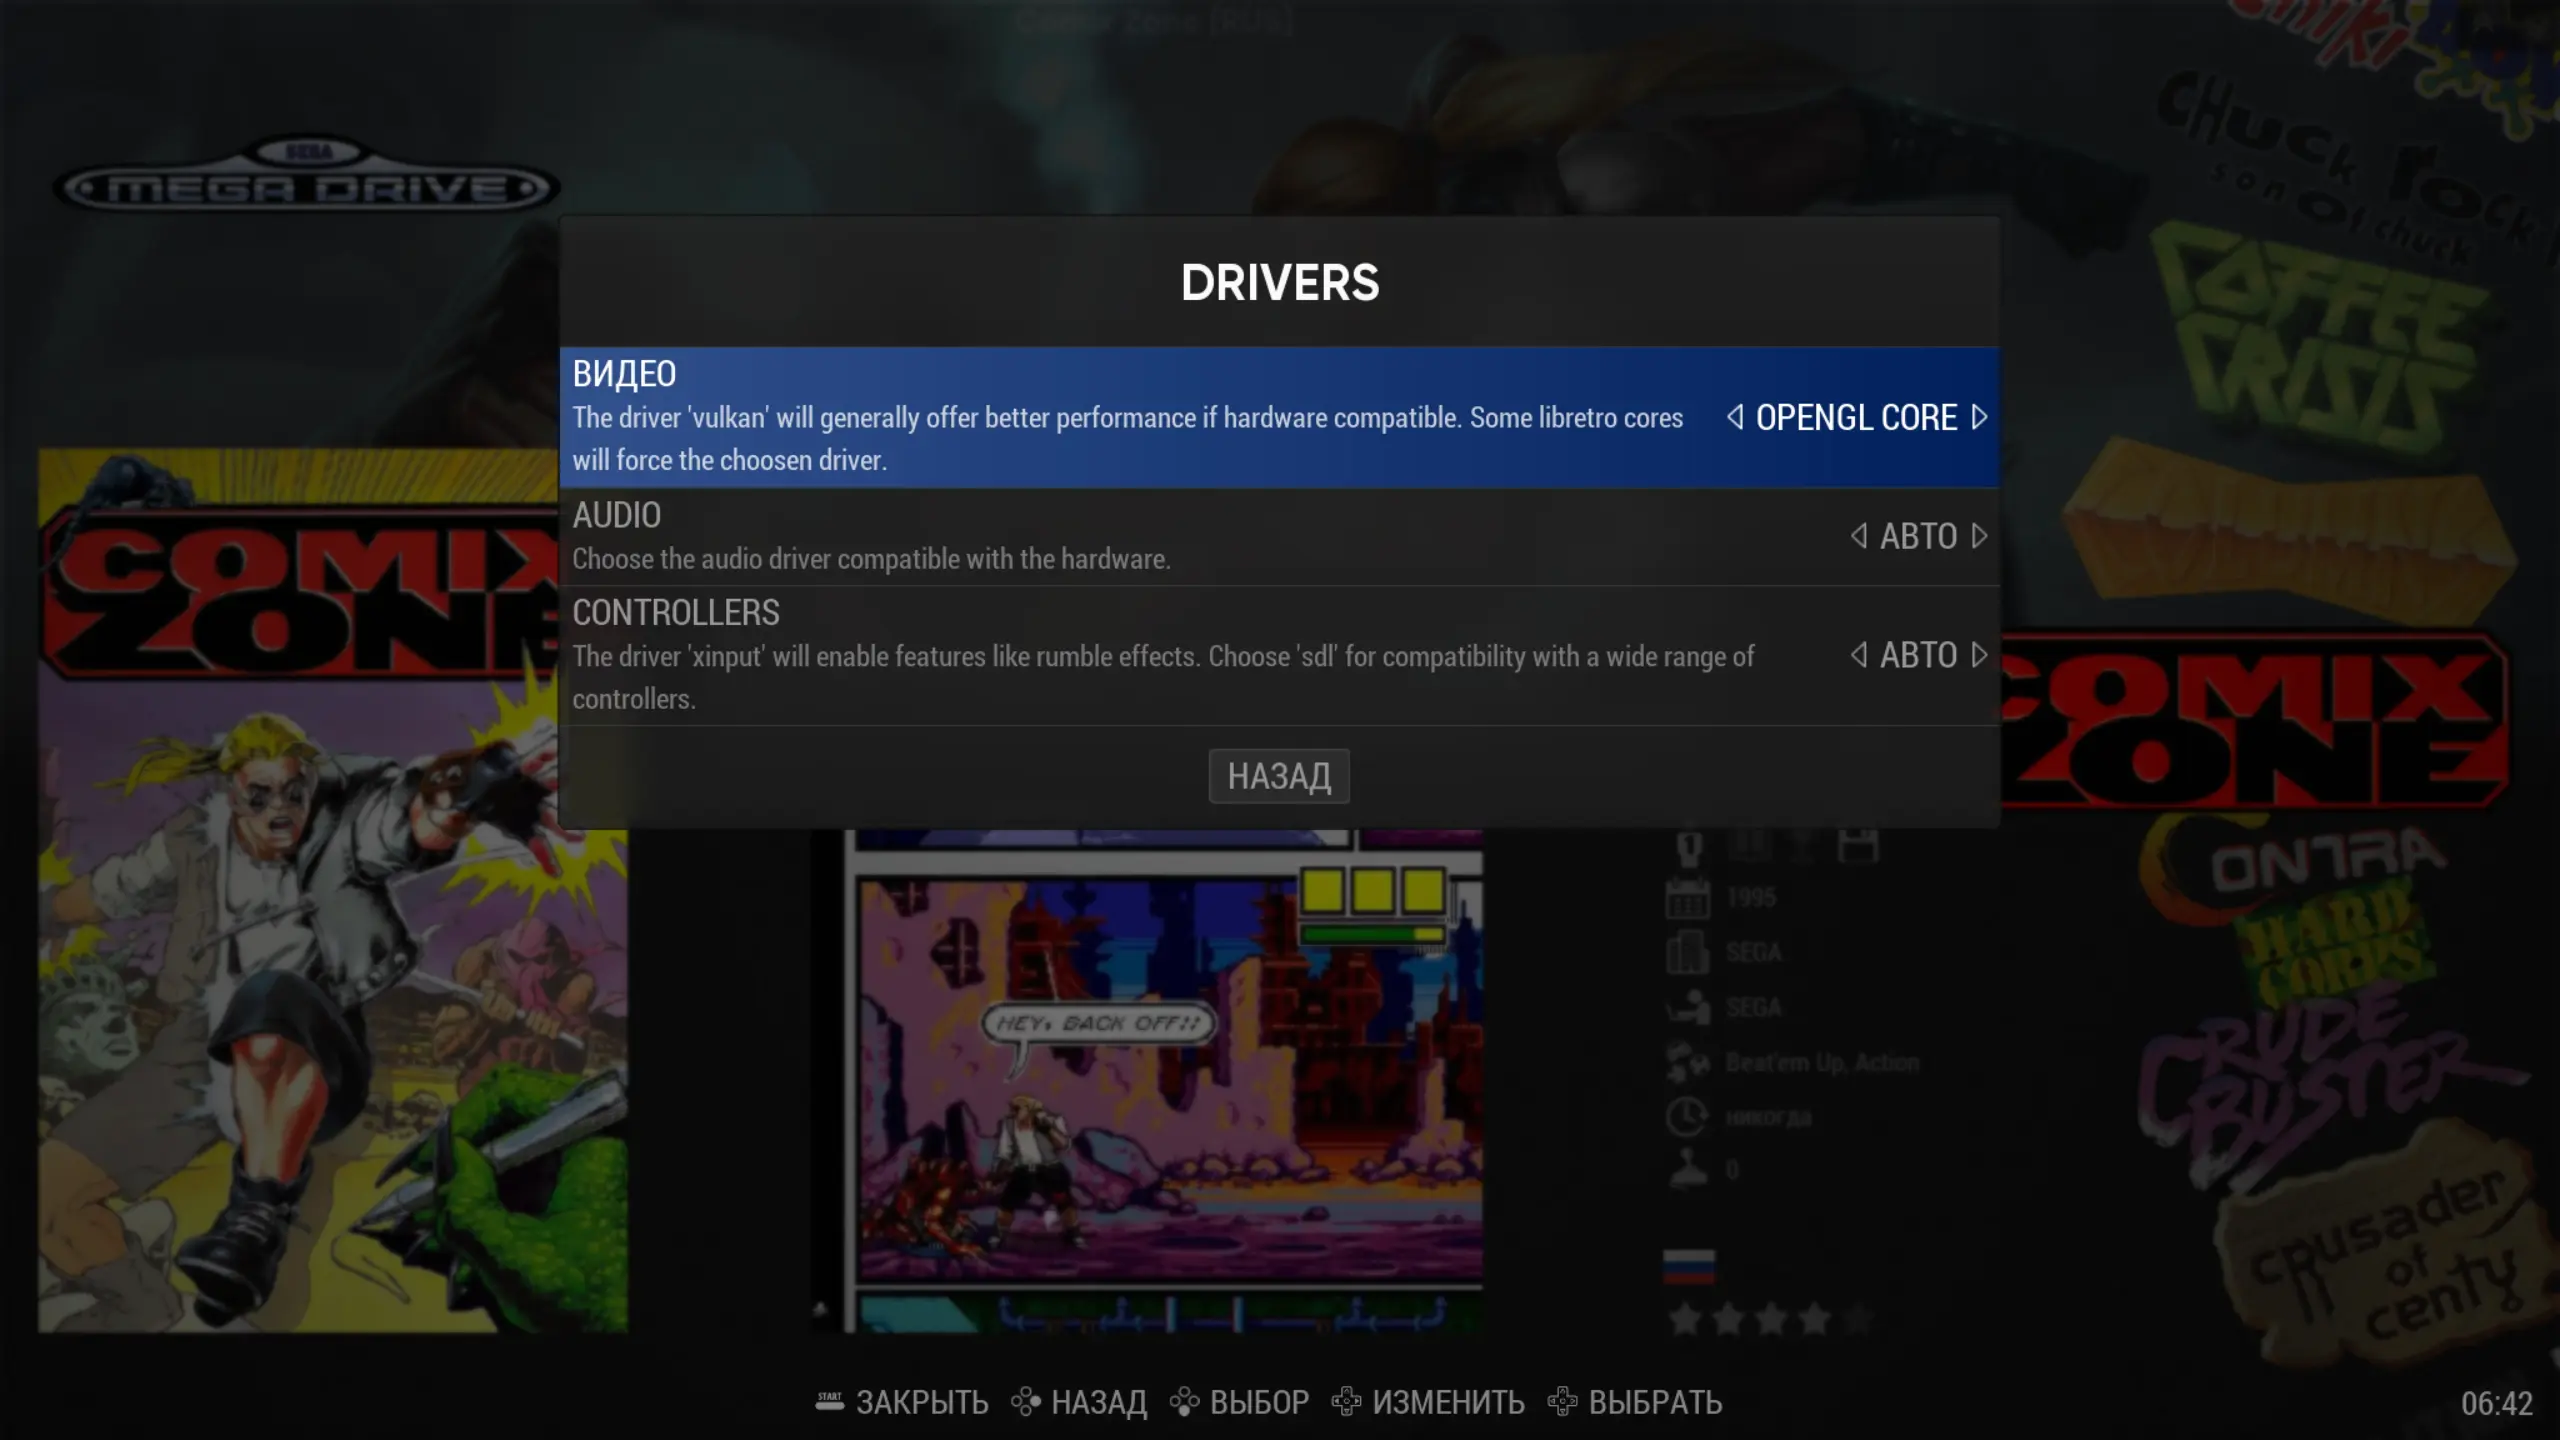 Comix Zone [RUS]
SEGA
MEGA DRIVE
CHUCK ROCK
son of chuck
COFFEE
CRISIS
DRIVERS
ВИДЕО
The driver 'vulkan' will generally offer better performance if hardware compatible. Some libretro cores
will force the choosen driver.
OPENGL CORE
AUDIO
Choose the audio driver compatible with the hardware.
АВТО
CONTROLLERS
The driver 'xinput' will enable features like rumble effects. Choose 'sdl' for compatibility with a wide range of
controllers.
АВТО
НАЗАД
COMIX
ZONE
COMIX
ZONE
1
1995
SEGA
SEGA
Beat'em Up, Action
никогда
0
HEY, BACK OFF!!
CONTRA
HARD
CORPS
CRUDE
BUSTER
crusader
of
centy
START ЗАКРЫТЬ НАЗАД ВЫБОР ИЗМЕНИТЬ ВЫБРАТЬ
06:42